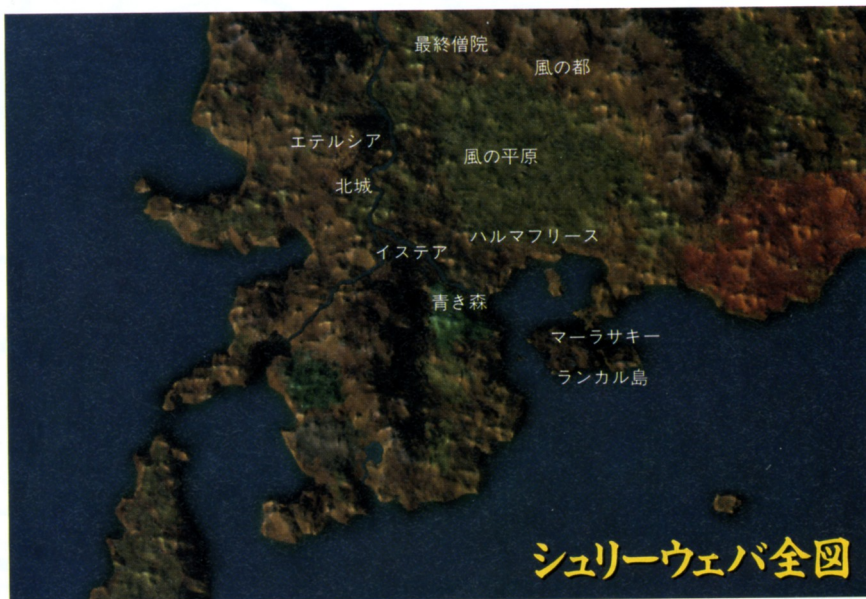 最終僧院
風の都
エテルシア
風の平原
北城
ハルマフリース
イステア
青き森
マーラサキー
ランカル島
シュリーウェバ全図